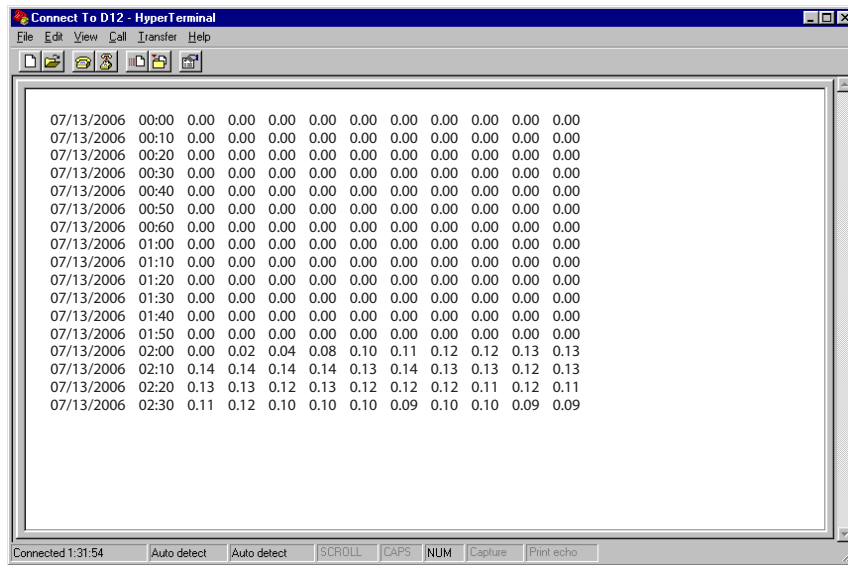 Connect To D12 - HyperTerminal
File Edit View Call Transfer Help
07/13/2006 00:00 0.00 0.00 0.00 0.00 0.00 0.00 0.00 0.00 0.00 0.00
07/13/2006 00:10 0.00 0.00 0.00 0.00 0.00 0.00 0.00 0.00 0.00 0.00
07/13/2006 00:20 0.00 0.00 0.00 0.00 0.00 0.00 0.00 0.00 0.00 0.00
07/13/2006 00:30 0.00 0.00 0.00 0.00 0.00 0.00 0.00 0.00 0.00 0.00
07/13/2006 00:40 0.00 0.00 0.00 0.00 0.00 0.00 0.00 0.00 0.00 0.00
07/13/2006 00:50 0.00 0.00 0.00 0.00 0.00 0.00 0.00 0.00 0.00 0.00
07/13/2006 00:60 0.00 0.00 0.00 0.00 0.00 0.00 0.00 0.00 0.00 0.00
07/13/2006 01:00 0.00 0.00 0.00 0.00 0.00 0.00 0.00 0.00 0.00 0.00
07/13/2006 01:10 0.00 0.00 0.00 0.00 0.00 0.00 0.00 0.00 0.00 0.00
07/13/2006 01:20 0.00 0.00 0.00 0.00 0.00 0.00 0.00 0.00 0.00 0.00
07/13/2006 01:30 0.00 0.00 0.00 0.00 0.00 0.00 0.00 0.00 0.00 0.00
07/13/2006 01:40 0.00 0.00 0.00 0.00 0.00 0.00 0.00 0.00 0.00 0.00
07/13/2006 01:50 0.00 0.00 0.00 0.00 0.00 0.00 0.00 0.00 0.00 0.00
07/13/2006 02:00 0.00 0.02 0.04 0.08 0.10 0.11 0.12 0.12 0.13 0.13
07/13/2006 02:10 0.14 0.14 0.14 0.14 0.13 0.14 0.13 0.13 0.12 0.13
07/13/2006 02:20 0.13 0.13 0.12 0.13 0.12 0.12 0.12 0.11 0.12 0.11
07/13/2006 02:30 0.11 0.12 0.10 0.10 0.10 0.09 0.10 0.10 0.09 0.09
Connected 1:31:54 Auto detect Auto detect SCROLL CAPS NUM Capture Print echo